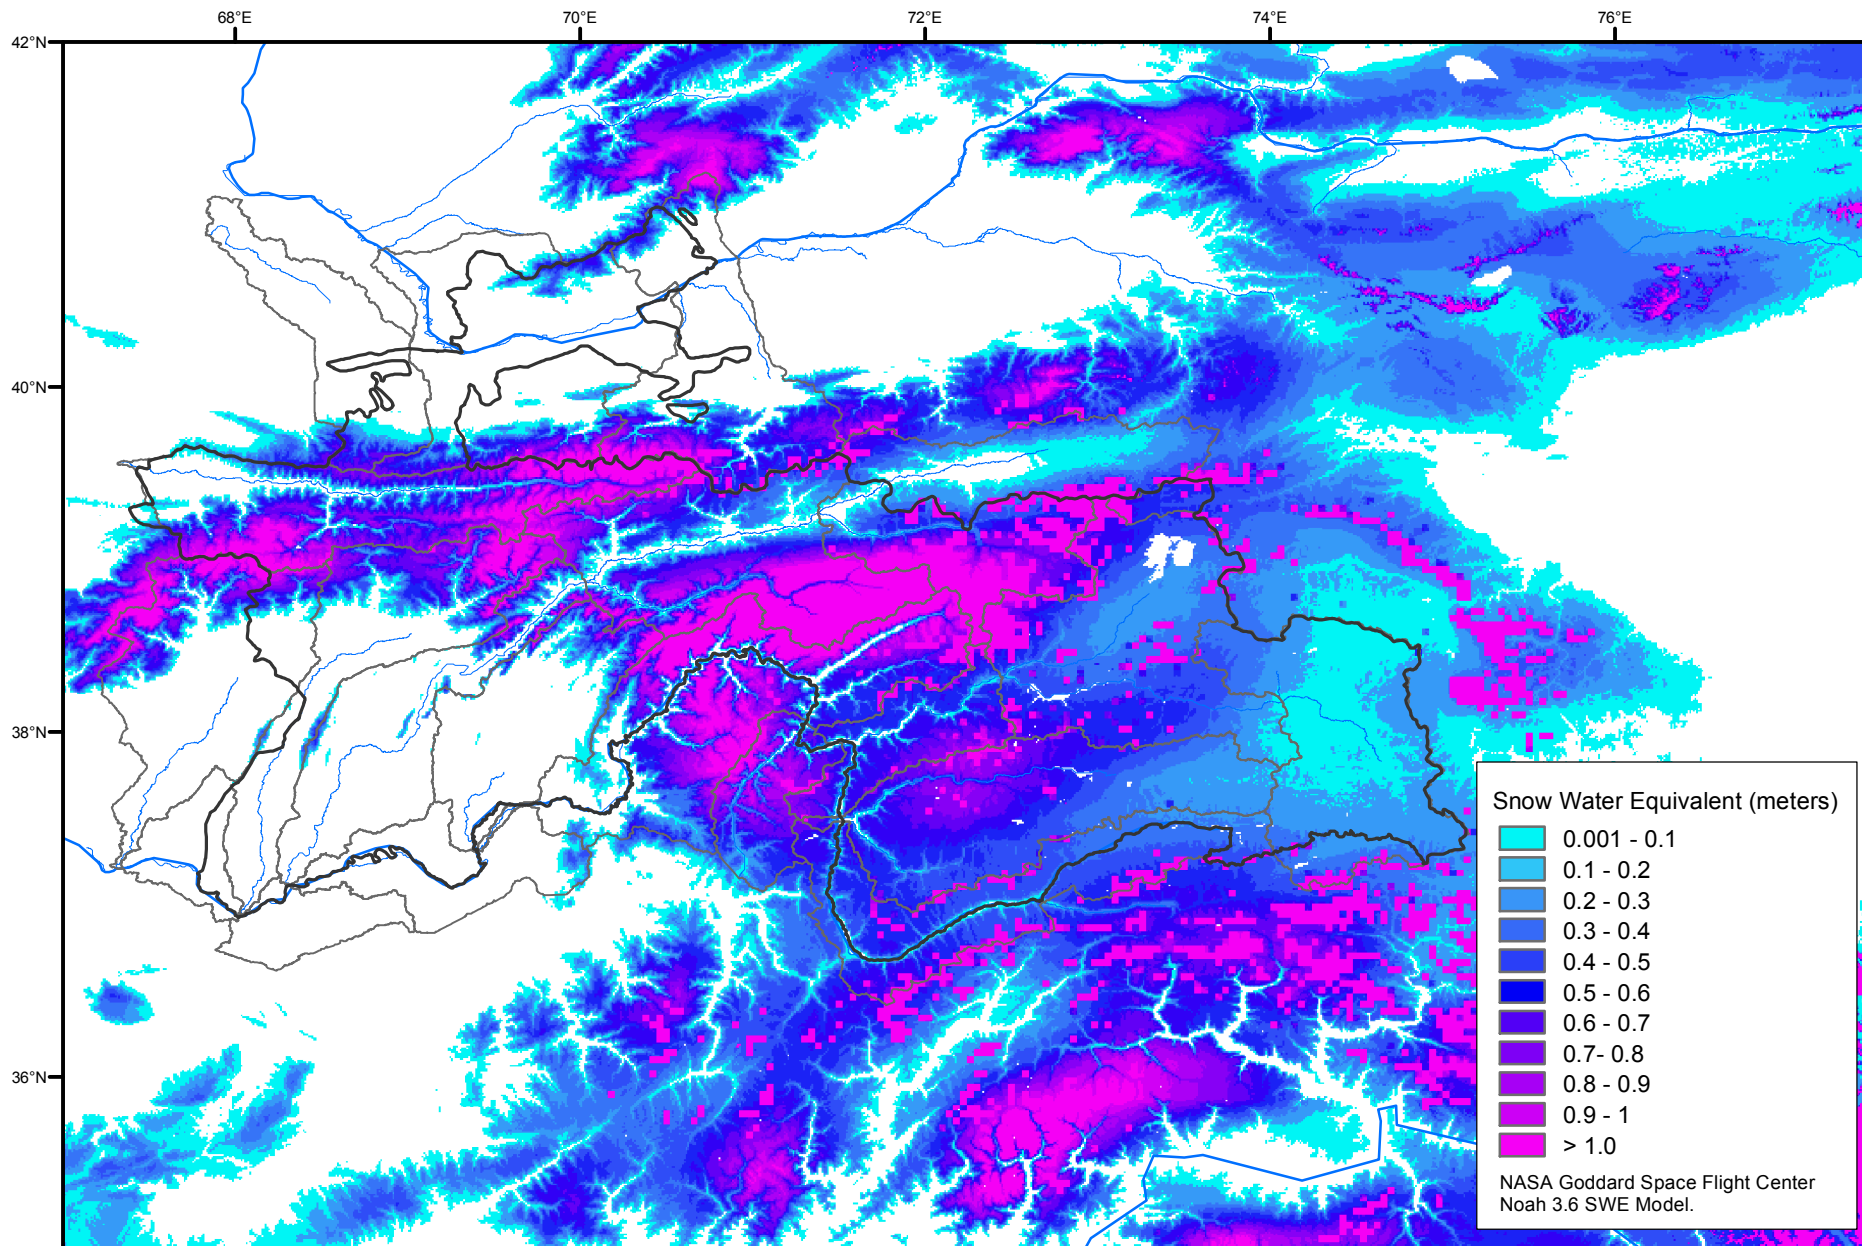 68°E
70°E
72°E
74°E
76°E
42°N
40°N
38°N
36°N
Snow Water Equivalent (meters)
0.001 - 0.1
0.1 - 0.2
0.2 - 0.3
0.3 - 0.4
0.4 - 0.5
0.5 - 0.6
0.6 - 0.7
0.7- 0.8
0.8 - 0.9
0.9 - 1
> 1.0
NASA Goddard Space Flight Center
Noah 3.6 SWE Model.